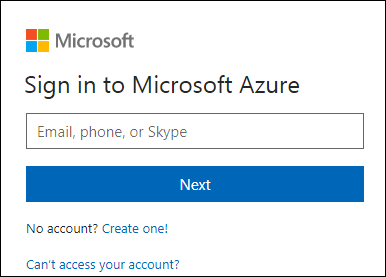 Microsoft
Sign in to Microsoft Azure
Email, phone, or Skype
Next
No account? Create one!
Can't access your account?